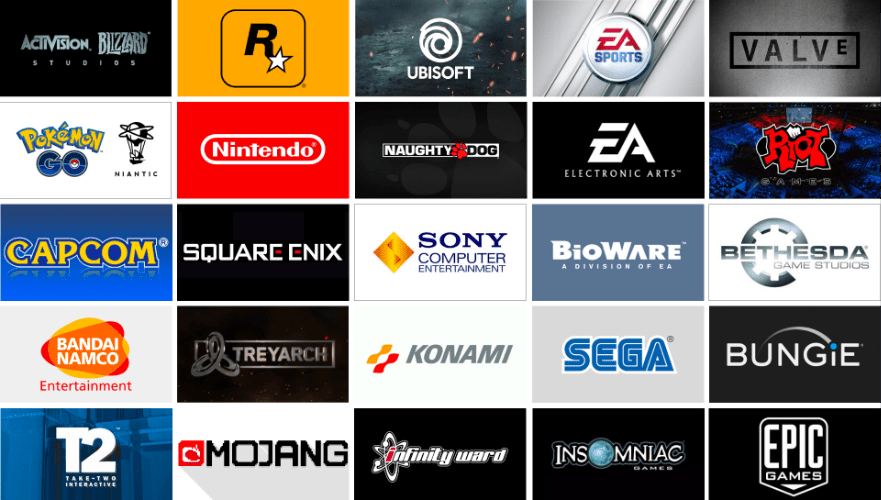 ACTIVISION. BLIZZARD
STUDIOS
R
®
UBISOFT
EA
SPORTS
VALVE
POKéMON
GO
NIANTIC
Nintendo®
NAUGHTY DOG
EA
ELECTRONIC ARTS™
RIOT
GAMES
CAPCOM®
SQUARE ENIX
SONY
COMPUTER
ENTERTAINMENT
BIOWARE™
A DIVISION OF EA
BETHESDA®
GAME STUDIOS
BANDAI
NAMCO
Entertainment
TREYARCH
KONAMI
SEGA®
BUNGiE®
T2
TAKE-TWO
INTERACTIVE
MOJANG
infinity ward
INSOMNIAC
GAMES
EPIC
GAMES